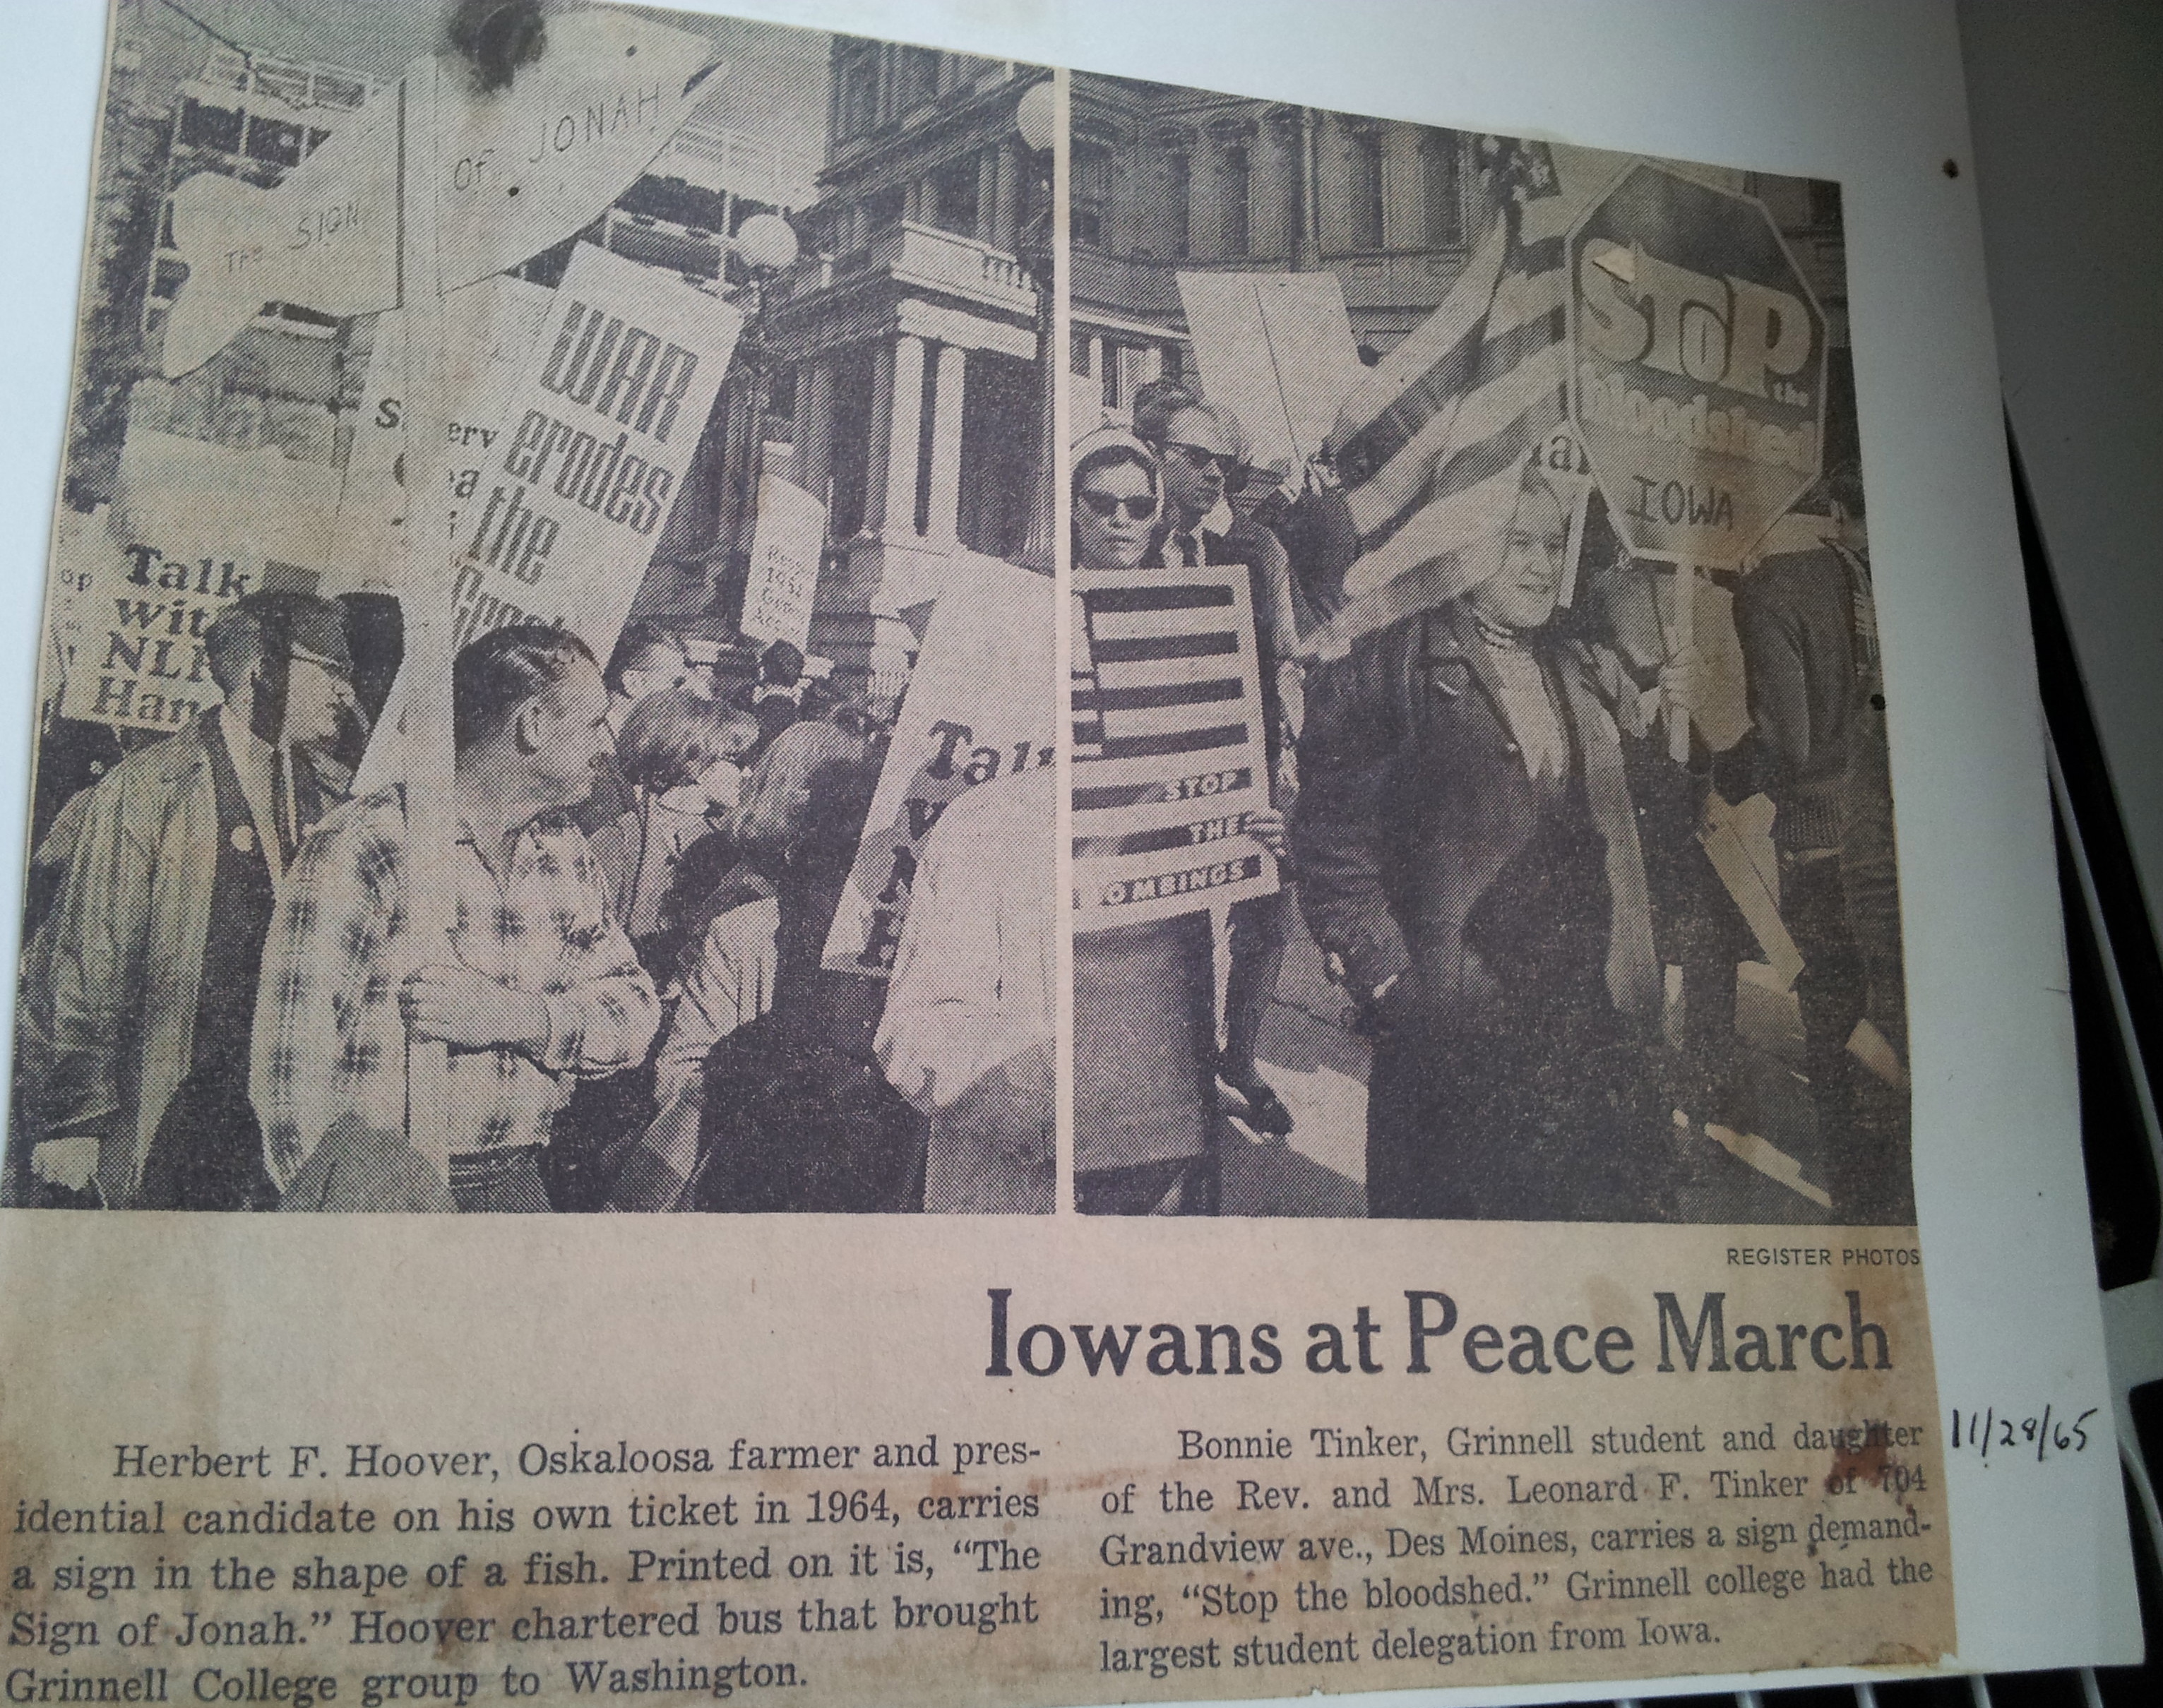 THE SIGN OF JONAH
WAR
erodes
the
erv
Talk
NL
Han
1954
STOP
the
bloodshed
IOWA
STOP
THE
OMBINGS
REGISTER PHOTOS
Iowans at Peace March
11/28/65
Herbert F. Hoover, Oskaloosa farmer and pres-
idential candidate on his own ticket in 1964, carries
a sign in the shape of a fish. Printed on it is, “The
Sign of Jonah.” Hoover chartered bus that brought
Grinnell College group to Washington.
Bonnie Tinker, Grinnell student and daughter
of the Rev. and Mrs. Leonard F. Tinker of 704
Grandview ave., Des Moines, carries a sign demand-
ing, “Stop the bloodshed.” Grinnell college had the
largest student delegation from Iowa.